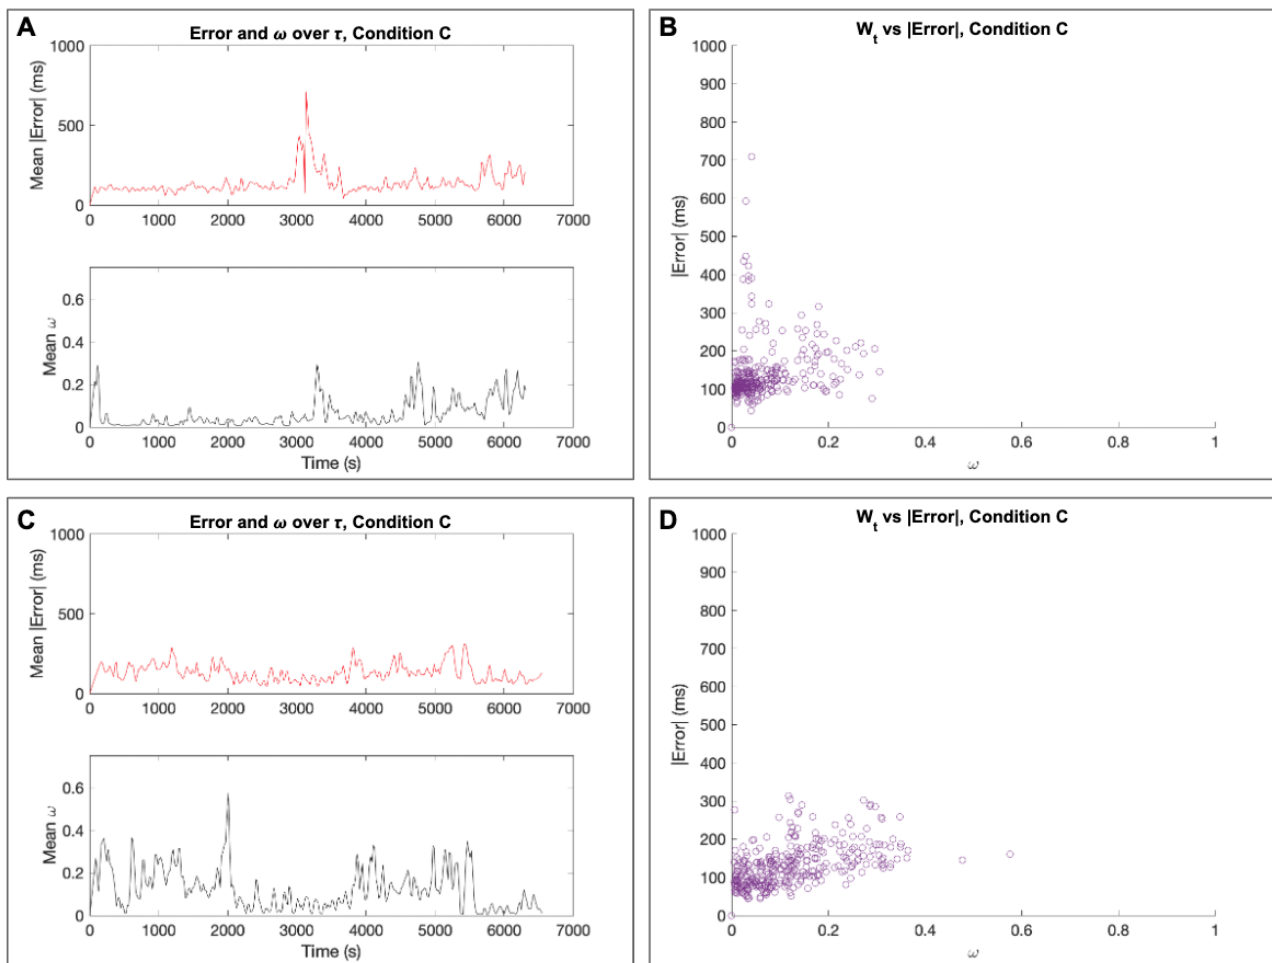 A
Error and ω over τ, Condition C
Mean |Error| (ms)
1000
500
0
0 1000 2000 3000 4000 5000 6000 7000
Mean ω
0.6
0.4
0.2
0
0 1000 2000 3000 4000 5000 6000 7000
Time (s)
B
Wt vs |Error|, Condition C
|Error| (ms)
1000
900
800
700
600
500
400
300
200
100
0
0 0.2 0.4 0.6 0.8 1
ω
C
Error and ω over τ, Condition C
Mean |Error| (ms)
1000
500
0
0 1000 2000 3000 4000 5000 6000 7000
Mean ω
0.6
0.4
0.2
0
0 1000 2000 3000 4000 5000 6000 7000
Time (s)
D
Wt vs |Error|, Condition C
|Error| (ms)
1000
900
800
700
600
500
400
300
200
100
0
0 0.2 0.4 0.6 0.8 1
ω